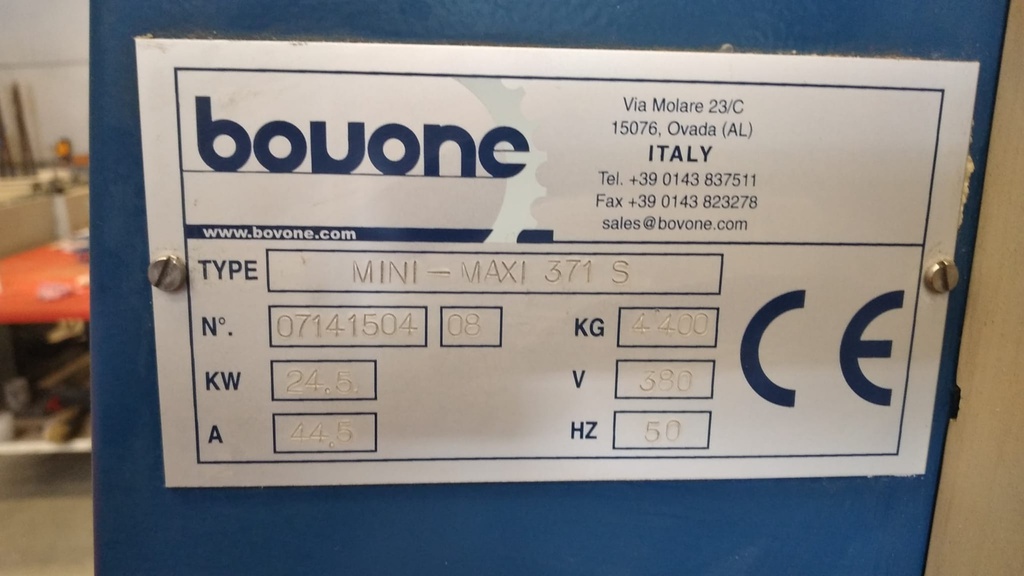 bovone
www.bovone.com
Via Molare 23/C
15076, Ovada (AL)
ITALY
Tel. +39 0143 837511
Fax +39 0143 823278
sales@bovone.com
TYPE MINI - MAXI 371 S
N°. 07141504 08 KG 4400
KW 24.5. V 380
A 44,5 HZ 50
CE